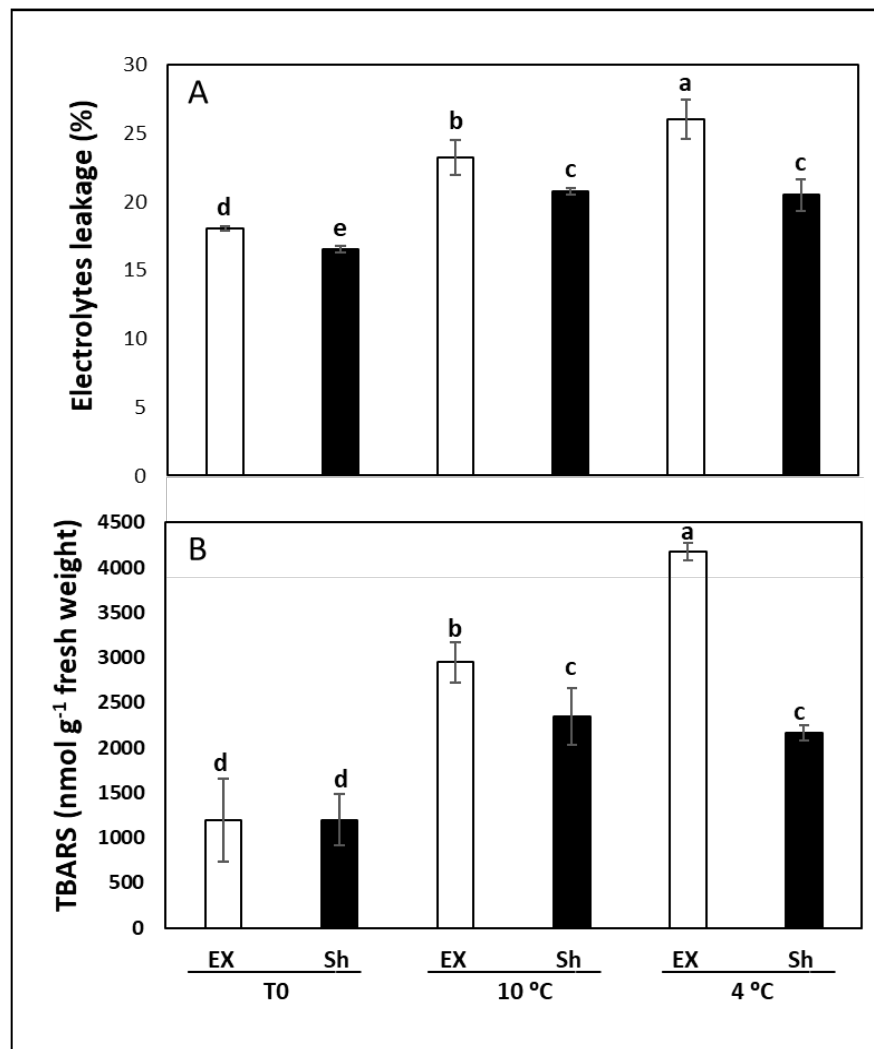 A
Electrolytes leakage (%)
30
25
20
15
10
5
0
d
e
b
c
a
c
B
TBARS (nmol g⁻¹ fresh weight)
4500
4000
3500
3000
2500
2000
1500
1000
500
0
d
d
b
c
a
c
EX Sh EX Sh EX Sh
T0 10 ºC 4 ºC